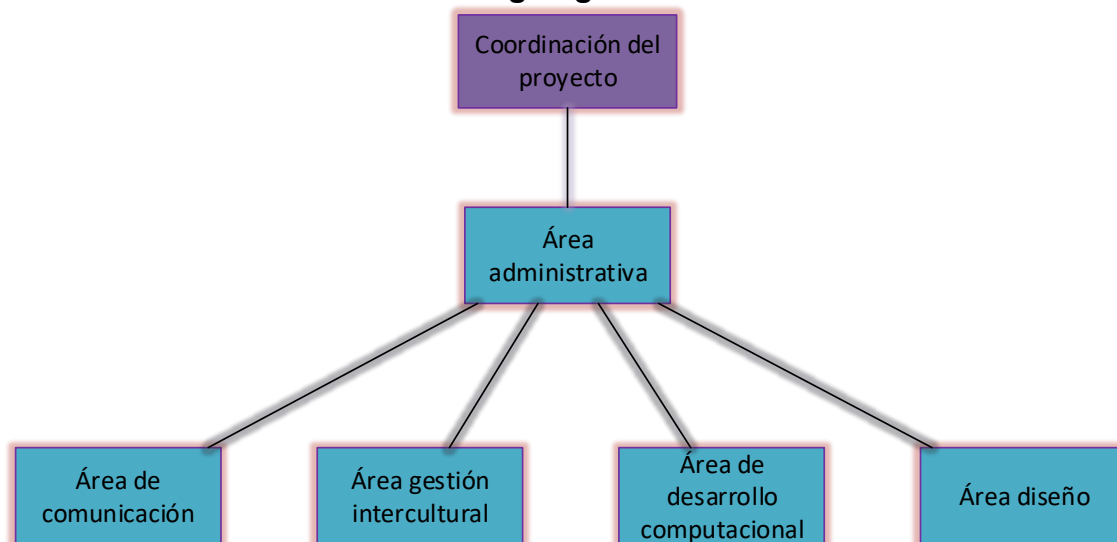 Coordinación del
proyecto
Área
administrativa
Área de
comunicación
Área gestión
intercultural
Área de
desarrollo
computacional
Área diseño